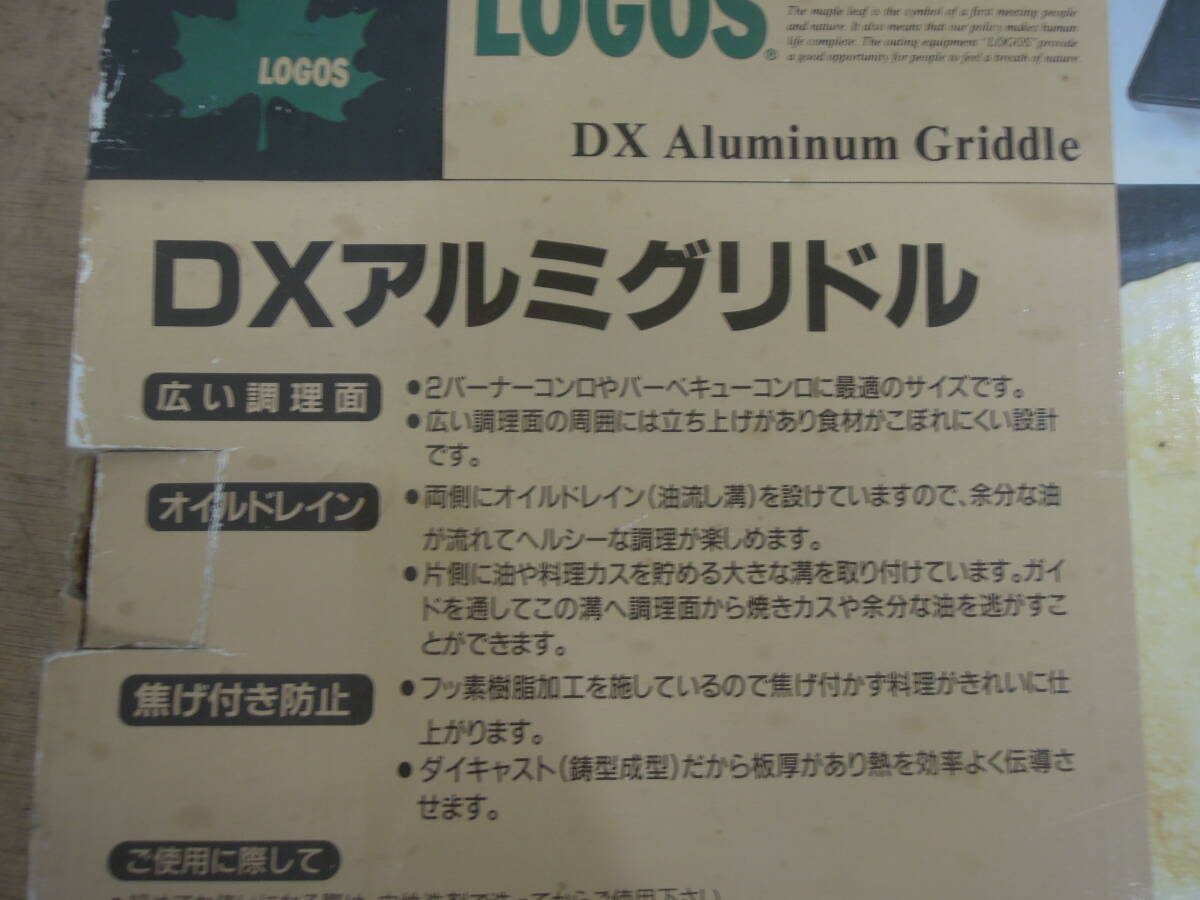 LOGOS
LOGOS®
The maple leaf is the symbol of a first meeting people
and nature. It also means that our policy makes human
life complete. The outing equipment "LOGOS" provide
a good opportunity for people to feel a breath of nature.
DX Aluminum Griddle
DXアルミグリドル
広い調理面
●2バーナーコンロやバーベキューコンロに最適のサイズです。
●広い調理面の周囲には立ち上げがあり食材がこぼれにくい設計
です。
オイルドレイン
●両側にオイルドレイン(油流し溝)を設けていますので、余分な油
が流れてヘルシーな調理が楽しめます。
●片側に油や料理カスを貯める大きな溝を取り付けています。ガイ
ドを通してこの溝へ調理面から焼きカスや余分な油を逃がすこ
とができます。
焦げ付き防止
●フッ素樹脂加工を施しているので焦げ付かず料理がきれいに仕
上がります。
●ダイキャスト(鋳型成型)だから板厚があり熱を効率よく伝導さ
せます。
ご使用に際して